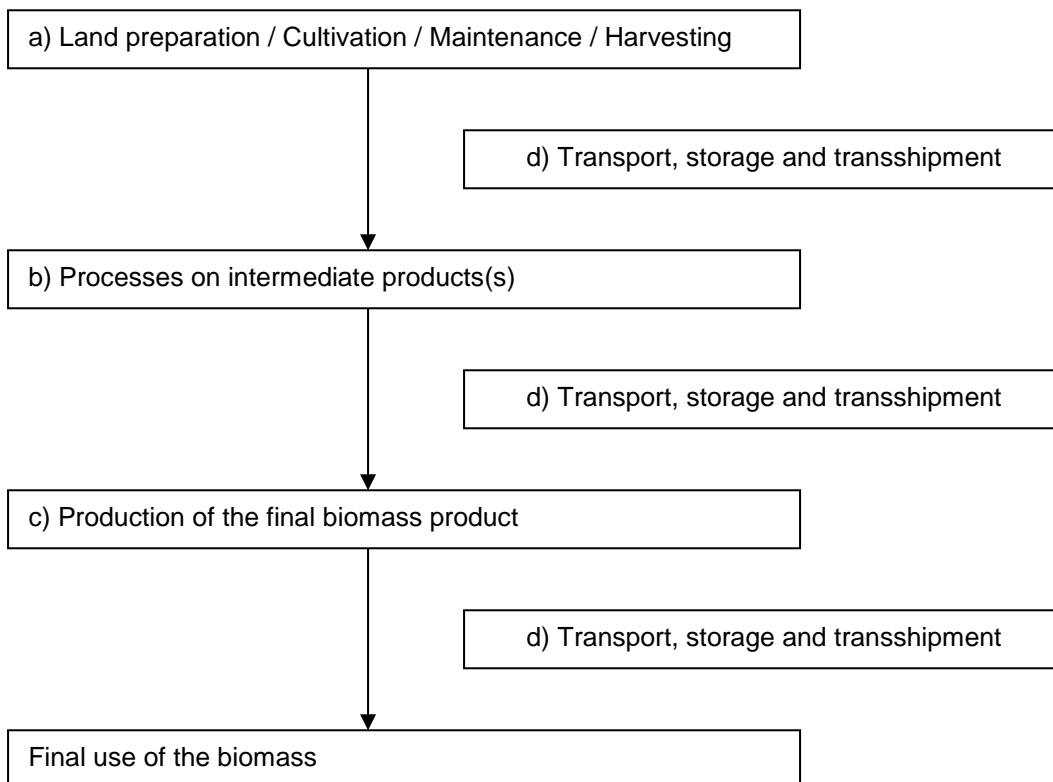 a) Land preparation / Cultivation / Maintenance / Harvesting
d) Transport, storage and transshipment
b) Processes on intermediate products(s)
d) Transport, storage and transshipment
c) Production of the final biomass product
d) Transport, storage and transshipment
Final use of the biomass